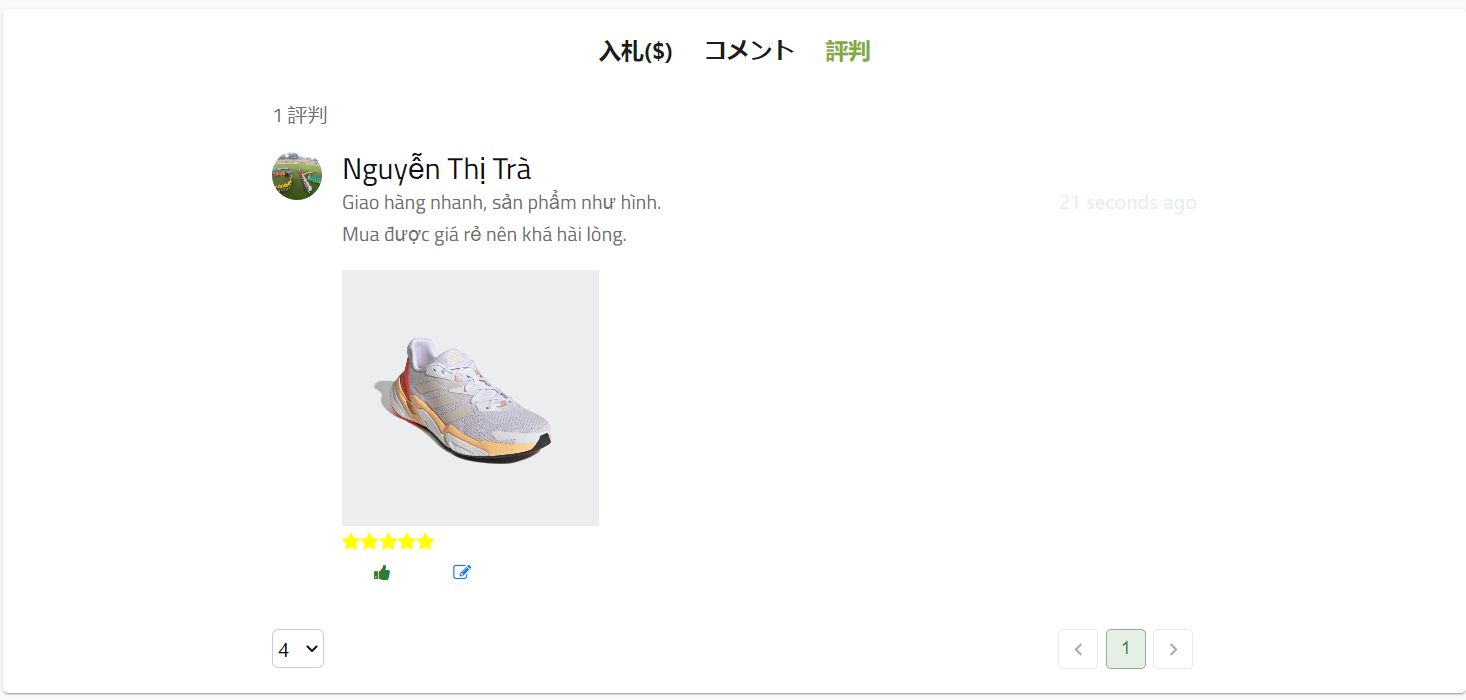 入札($) コメント 評判
1 評判
Nguyễn Thị Trà
Giao hàng nhanh, sản phẩm như hình.
21 seconds ago
Mua được giá rẻ nên khá hài lòng.
4
1